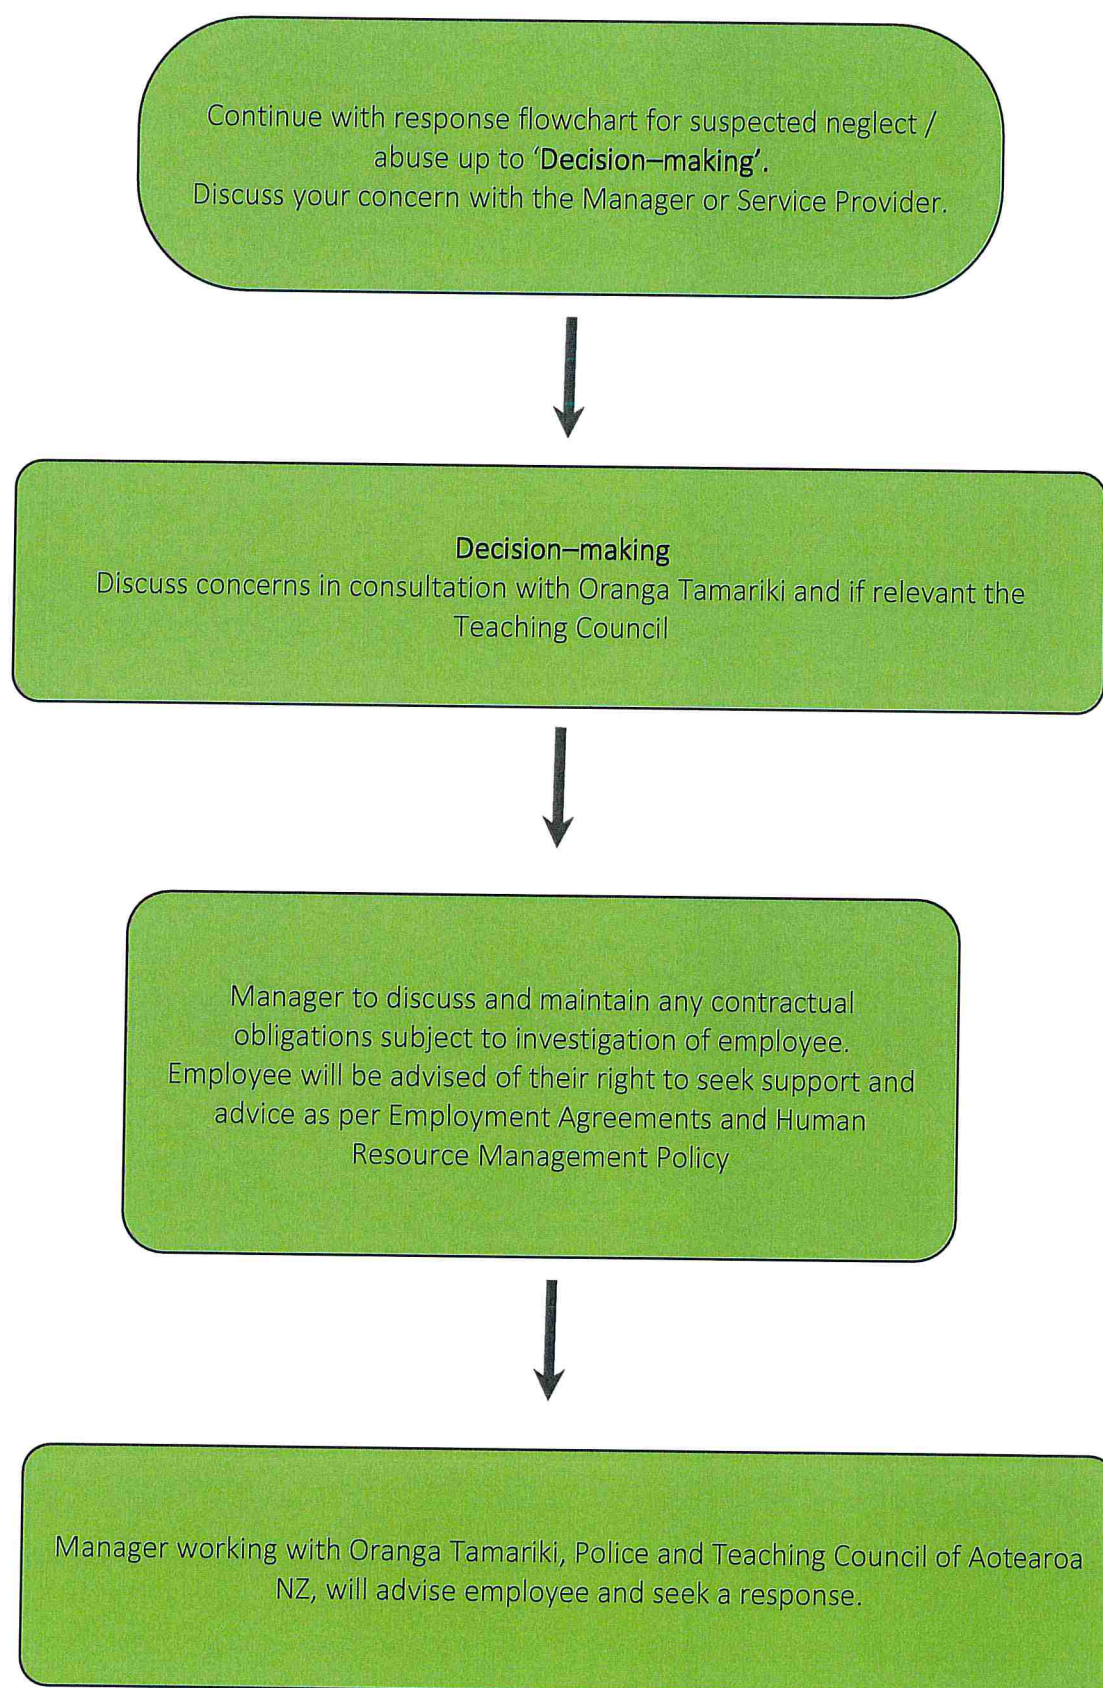 Continue with response flowchart for suspected neglect /
abuse up to ‘Decision–making’.
Discuss your concern with the Manager or Service Provider.
Decision–making
Discuss concerns in consultation with Oranga Tamariki and if relevant the
Teaching Council
Manager to discuss and maintain any contractual
obligations subject to investigation of employee.
Employee will be advised of their right to seek support and
advice as per Employment Agreements and Human
Resource Management Policy
Manager working with Oranga Tamariki, Police and Teaching Council of Aotearoa
NZ, will advise employee and seek a response.